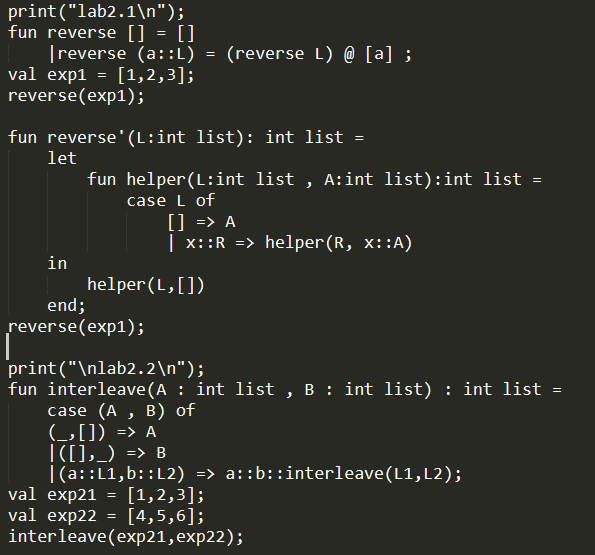 print("lab2.1\n");
fun reverse [] = []
    |reverse (a::L) = (reverse L) @ [a] ;
val exp1 = [1,2,3];
reverse(exp1);

fun reverse'(L:int list): int list =
    let
        fun helper(L:int list , A:int list):int list =
            case L of
                [] => A
                | x::R => helper(R, x::A)
    in
        helper(L,[])
    end;
reverse(exp1);

print("\nlab2.2\n");
fun interleave(A : int list , B : int list) : int list =
    case (A , B) of
    (_,[]) => A
    |([],_) => B
    |(a::L1,b::L2) => a::b::interleave(L1,L2);
val exp21 = [1,2,3];
val exp22 = [4,5,6];
interleave(exp21,exp22);